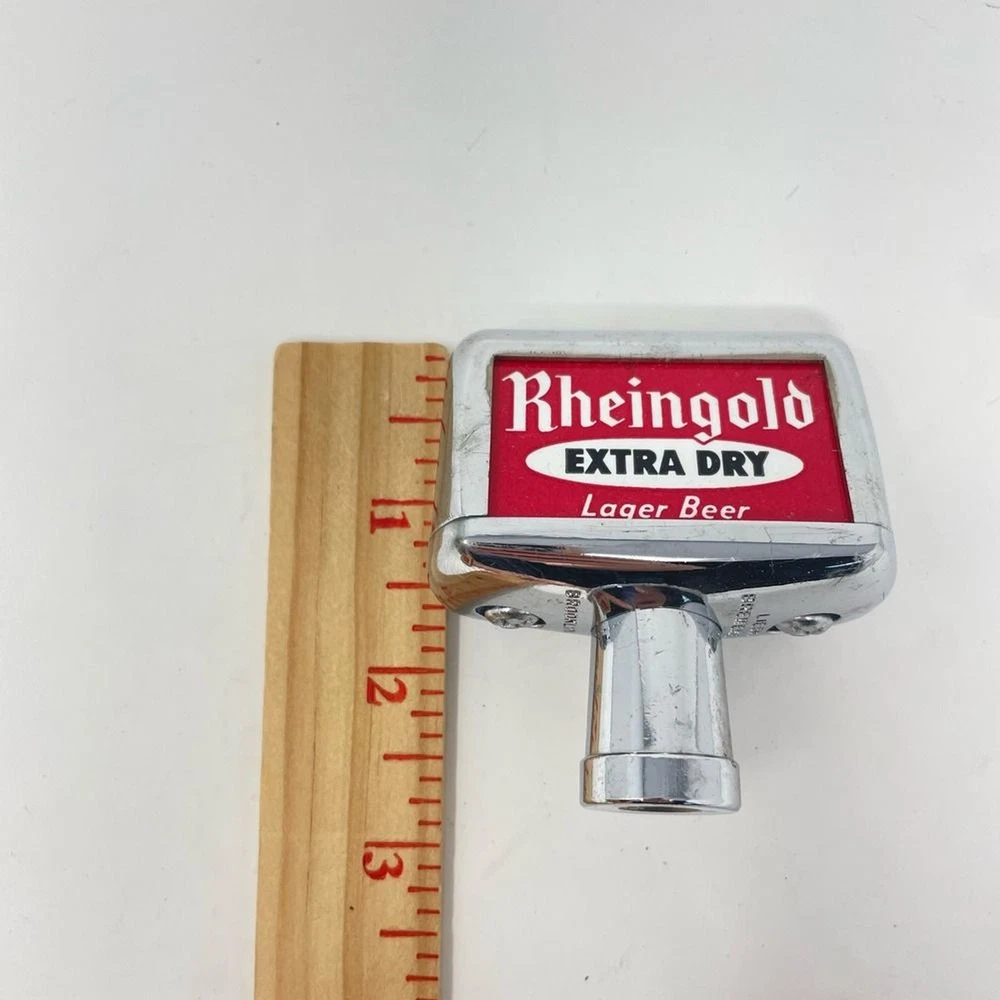 Rheingold
EXTRA DRY
Lager Beer
1
2
3